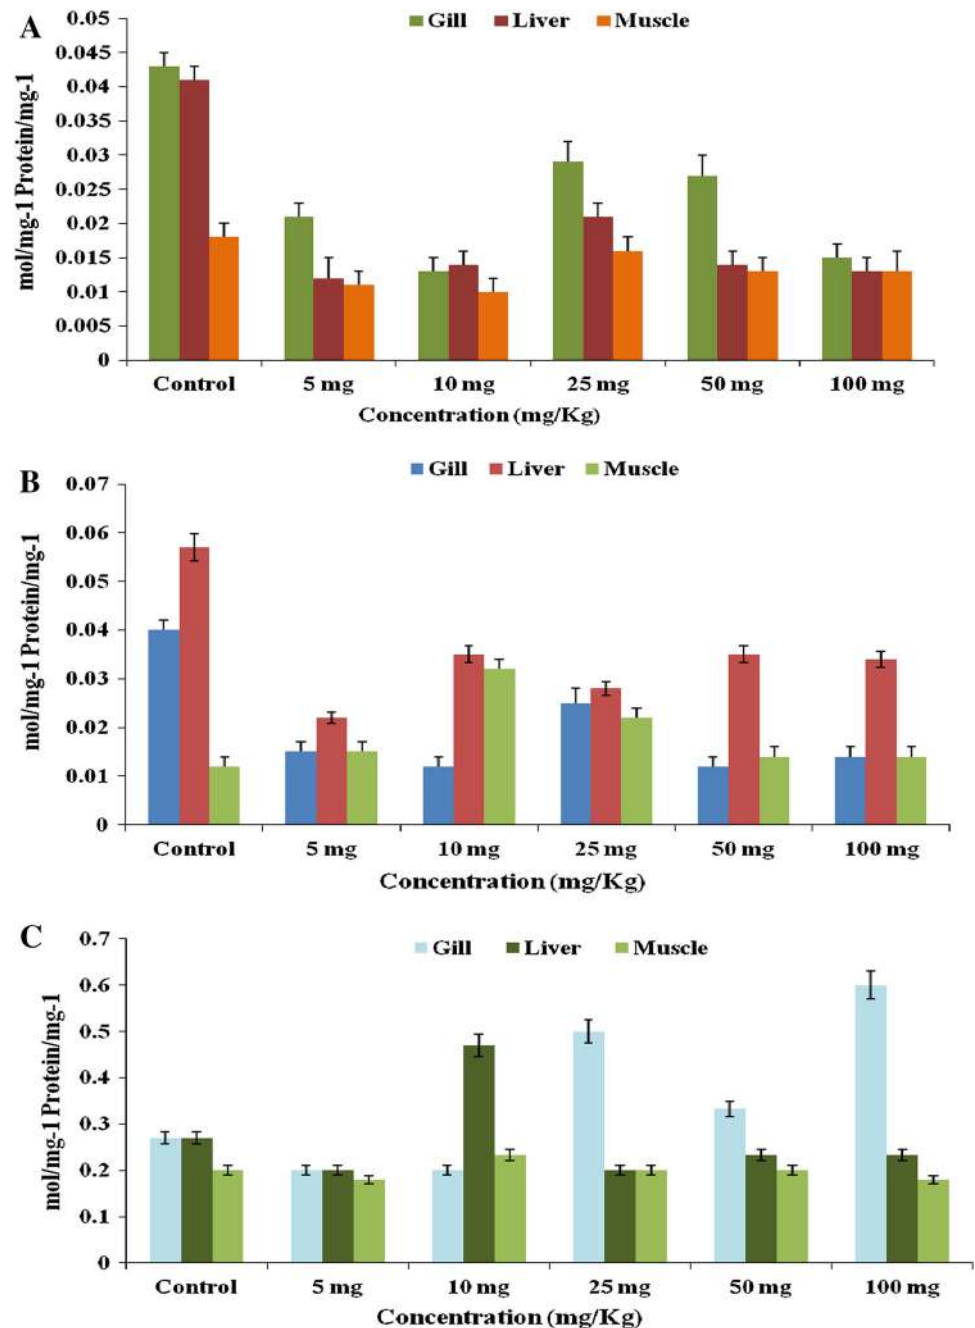 A
Gill Liver Muscle
0.05
0.045
0.04
0.035
0.03
0.025
0.02
0.015
0.01
0.005
0
mol/mg-1 Protein/mg-1
Control 5 mg 10 mg 25 mg 50 mg 100 mg
Concentration (mg/Kg)
B
Gill Liver Muscle
0.07
0.06
0.05
0.04
0.03
0.02
0.01
0
mol/mg-1 Protein/mg-1
Control 5 mg 10 mg 25 mg 50 mg 100 mg
Concentration (mg/Kg)
C
Gill Liver Muscle
0.7
0.6
0.5
0.4
0.3
0.2
0.1
0
mol/mg-1 Protein/mg-1
Control 5 mg 10 mg 25 mg 50 mg 100 mg
Concentration (mg/Kg)